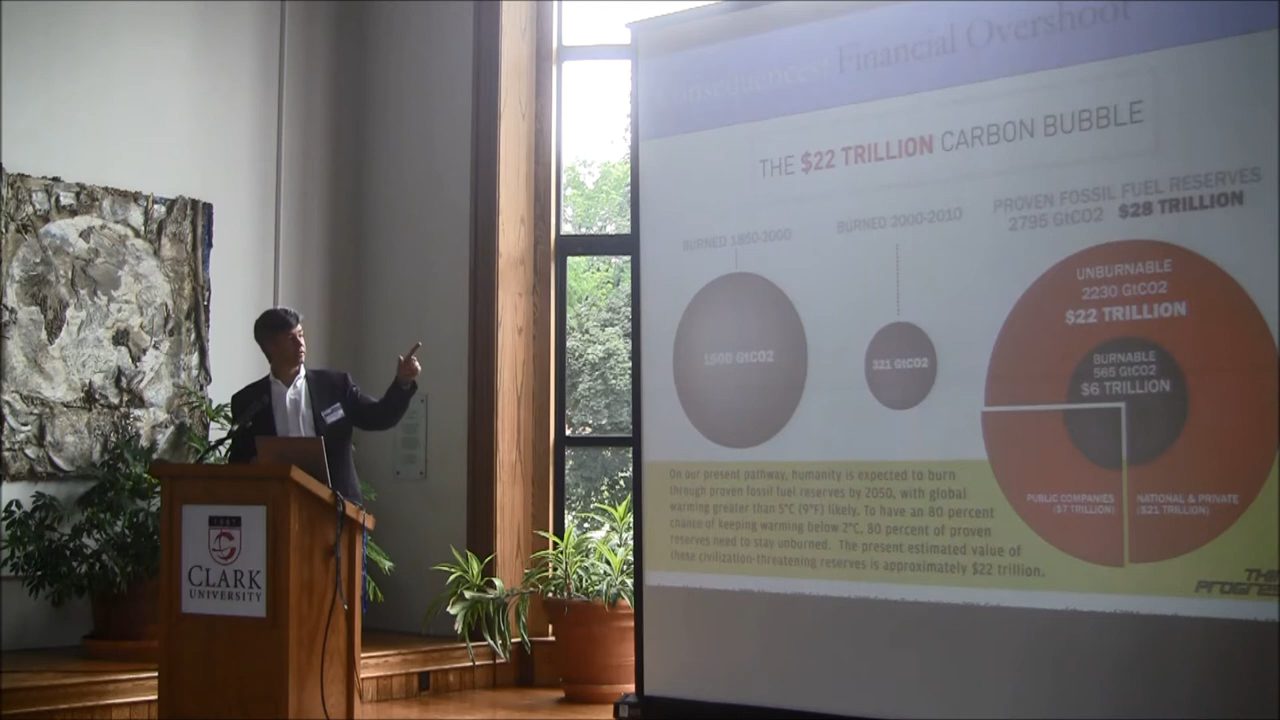 Consequences: Financial Overshoot
THE $22 TRILLION CARBON BUBBLE
BURNED 1850-2000
BURNED 2000-2010
PROVEN FOSSIL FUEL RESERVES
2795 GtCO2 $28 TRILLION
1500 GtCO2
321 GtCO2
UNBURNABLE
2230 GtCO2
$22 TRILLION
BURNABLE
565 GtCO2
$6 TRILLION
PUBLIC COMPANIES
($7 TRILLION)
NATIONAL & PRIVATE
($21 TRILLION)
On our present pathway, humanity is expected to burn
through proven fossil fuel reserves by 2050, with global
warming greater than 5°C (9°F) likely. To have an 80 percent
chance of keeping warming below 2°C, 80 percent of proven
reserves need to stay unburned. The present estimated value of
these civilization-threatening reserves is approximately $22 trillion.
CLARK
UNIVERSITY